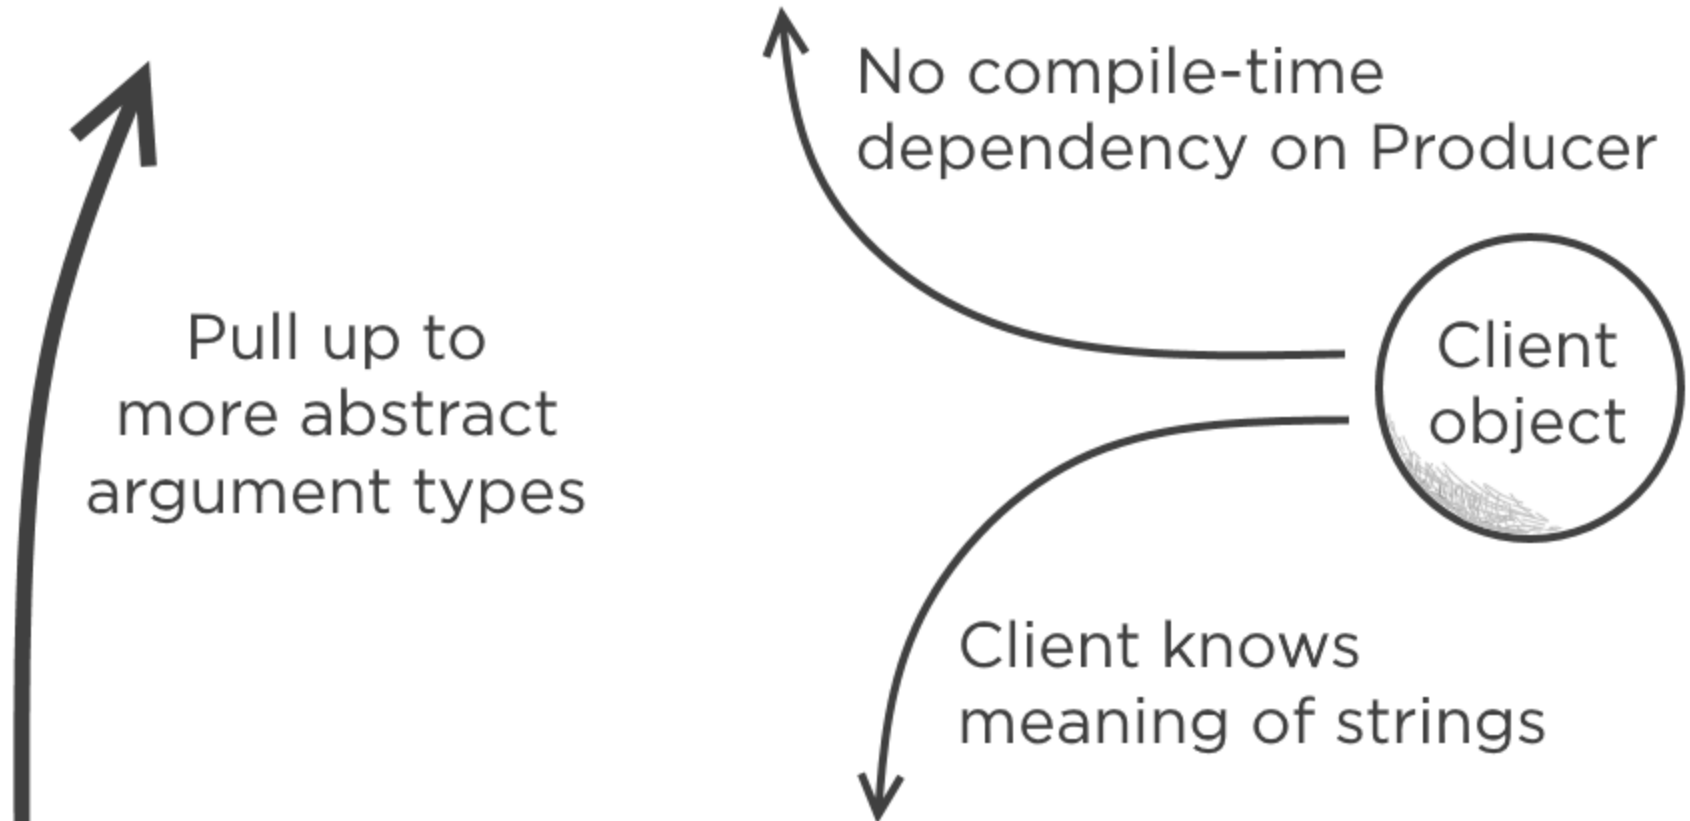 No compile-time
dependency on Producer
Pull up to
more abstract
argument types
Client
object
Client knows
meaning of strings